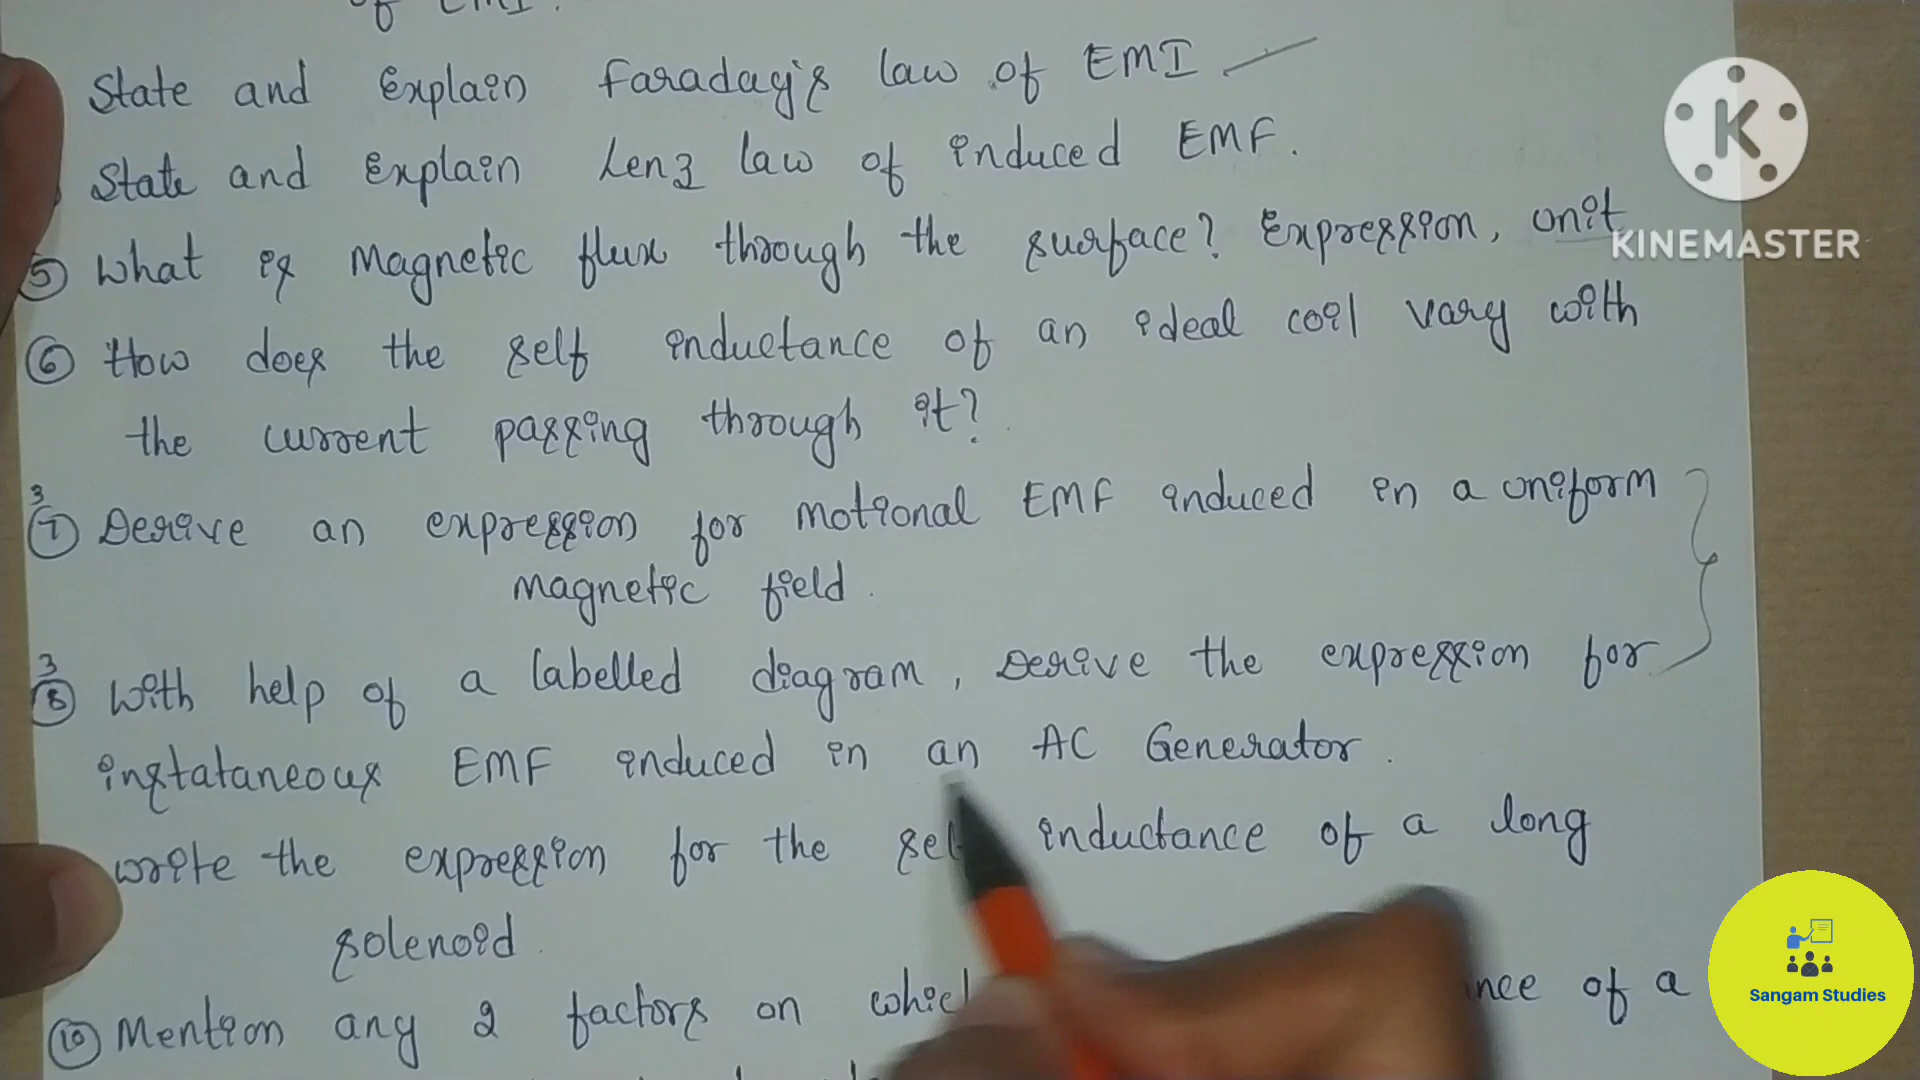 of EMI.
State and Explain Faraday's law of EMI
State and Explain Lenz law of induced EMF.
5 What is Magnetic flux through the surface? Expression, unit
6 How does the self inductance of an ideal coil vary with
the current passing through it?
3
7 Derive an expression for motional EMF induced in a uniform
magnetic field.
3
8 With help of a labelled diagram, Derive the expression for
instataneous EMF induced in an AC Generator.
write the expression for the self inductance of a long
solenoid.
10 Mention any 2 factors on of a
K
KINEMASTER
Sangam Studies